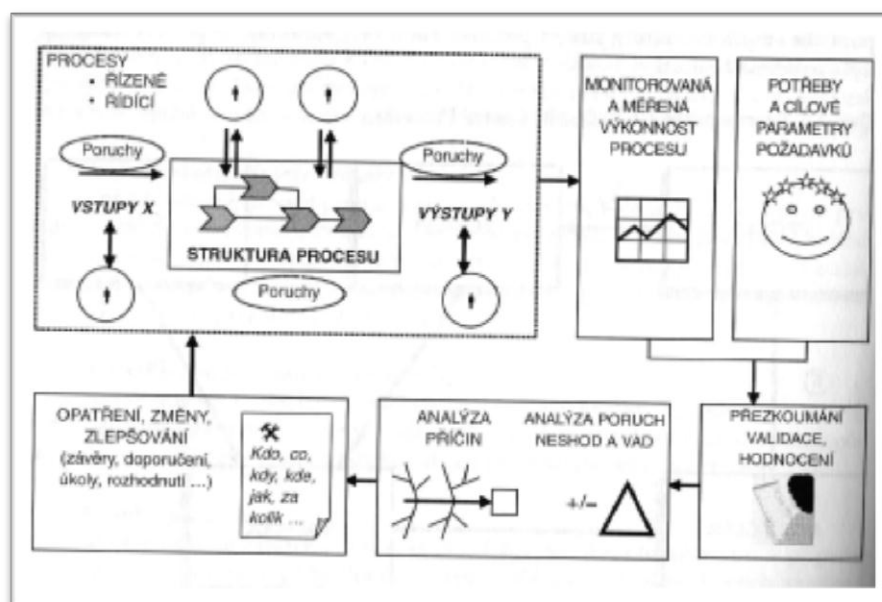 PROCESY
• ŘÍZENÉ
• ŘÍDÍCÍ
Poruchy
VSTUPY X
STRUKTURA PROCESU
Poruchy
Poruchy
VÝSTUPY Y
MONITOROVANÁ
A MĚŘENÁ
VÝKONNOST
PROCESU
POTŘEBY
A CÍLOVÉ
PARAMETRY
POŽADAVKŮ
OPATŘENÍ, ZMĚNY,
ZLEPŠOVÁNÍ
(závěry, doporučení,
úkoly, rozhodnutí ...)
Kdo, co,
kdy, kde,
jak, za
kolik ...
ANALÝZA
PŘÍČIN
ANALÝZA PORUCH
NESHOD A VAD
+/–
PŘEZKOUMÁNÍ
VALIDACE,
HODNOCENÍ